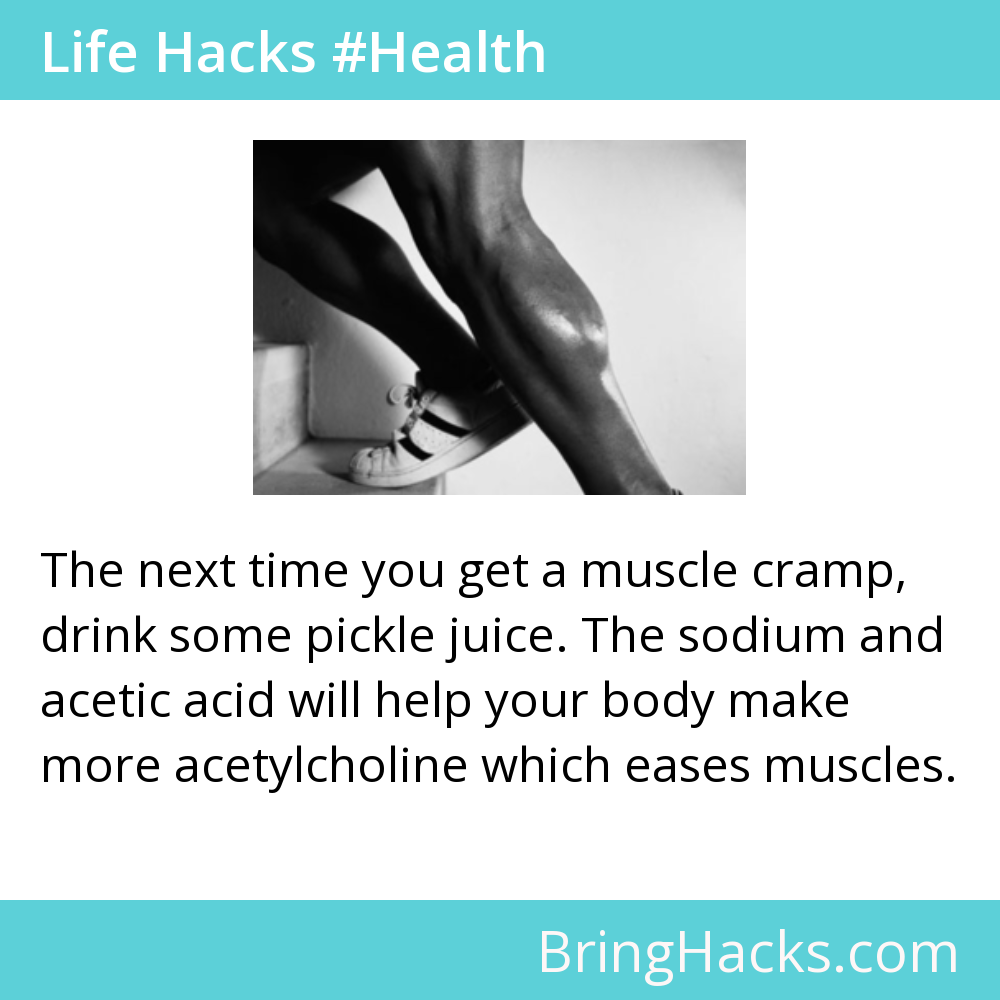 Life Hacks #Health
The next time you get a muscle cramp,
drink some pickle juice. The sodium and
acetic acid will help your body make
more acetylcholine which eases muscles.
BringHacks.com